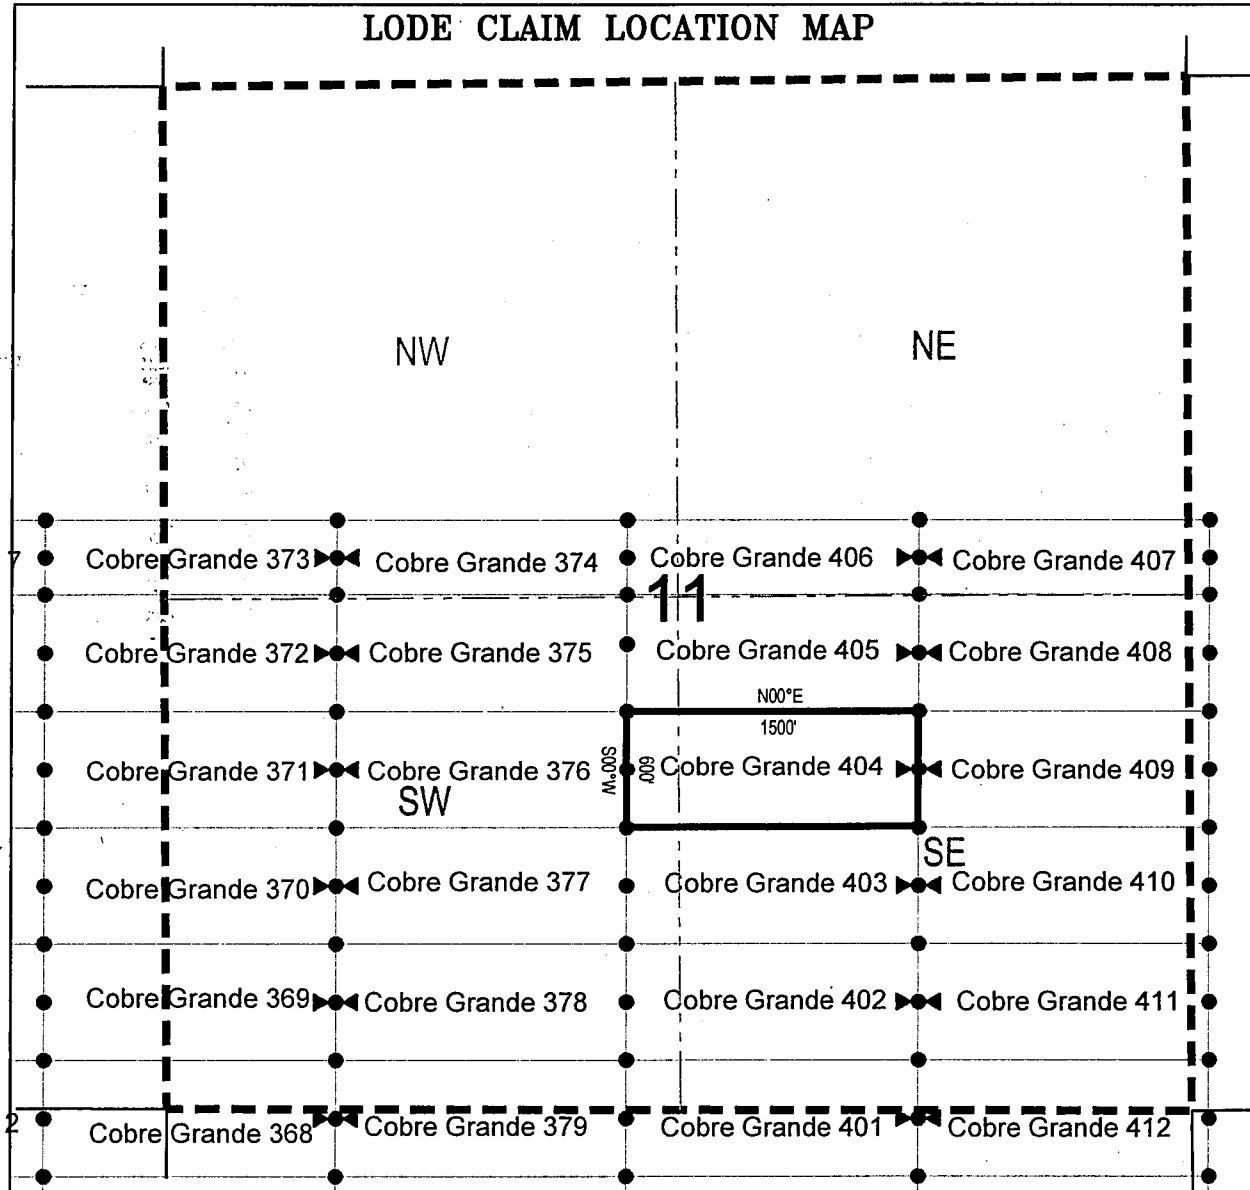 LODE CLAIM LOCATION MAP
NW
NE
7
Cobre Grande 373
Cobre Grande 374
Cobre Grande 406
Cobre Grande 407
11
Cobre Grande 372
Cobre Grande 375
Cobre Grande 405
Cobre Grande 408
N00°E
1500'
Cobre Grande 371
Cobre Grande 376
S00°W
600'
Cobre Grande 404
Cobre Grande 409
SW
SE
Cobre Grande 370
Cobre Grande 377
Cobre Grande 403
Cobre Grande 410
Cobre Grande 369
Cobre Grande 378
Cobre Grande 402
Cobre Grande 411
2
Cobre Grande 368
Cobre Grande 379
Cobre Grande 401
Cobre Grande 412